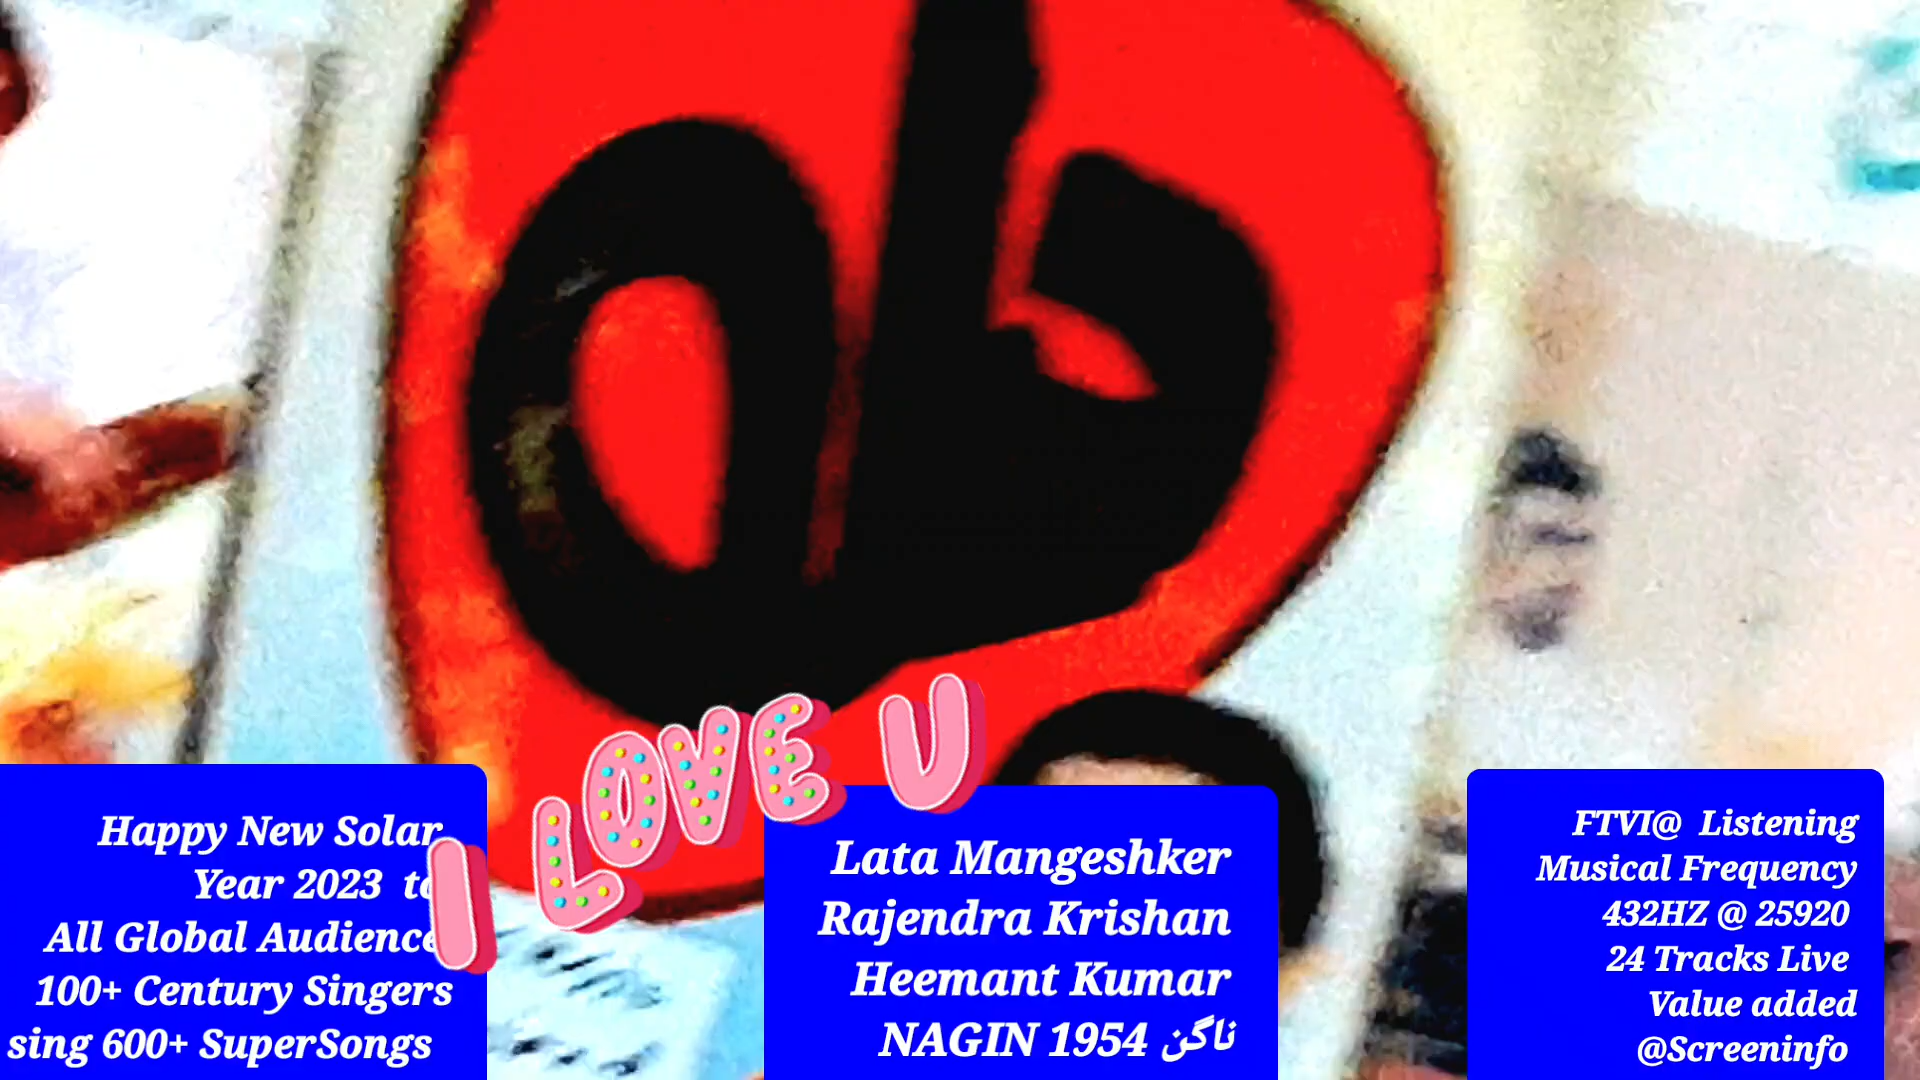 I LOVE U
Happy New Solar
Year 2023 to
All Global Audience
100+ Century Singers
sing 600+ SuperSongs
Lata Mangeshker
Rajendra Krishan
Heemant Kumar
NAGIN 1954 ناگن
FTVI@ Listening
Musical Frequency
432HZ @ 25920
24 Tracks Live
Value added
@Screeninfo